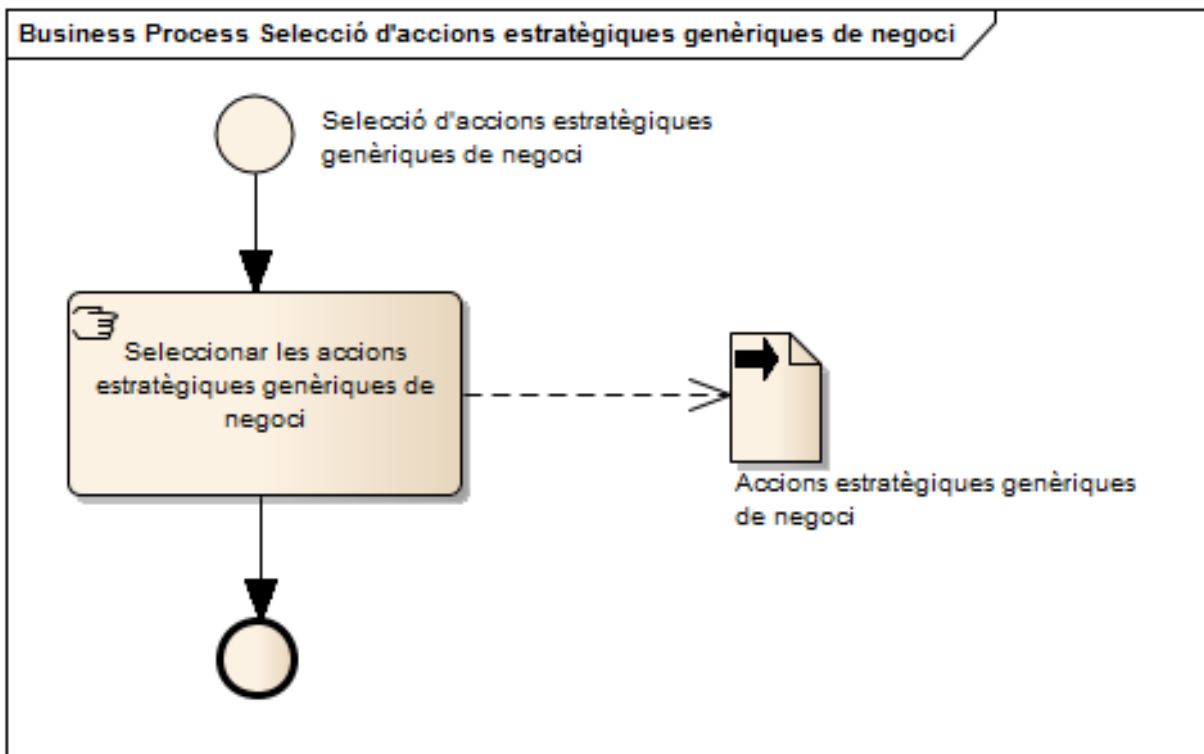 Business Process Selecció d'accions estratègiques genèriques de negoci
Selecció d'accions estratègiques
genèriques de negoci
Seleccionar les accions
estratègiques genèriques de
negoci
Accions estratègiques genèriques
de negoci